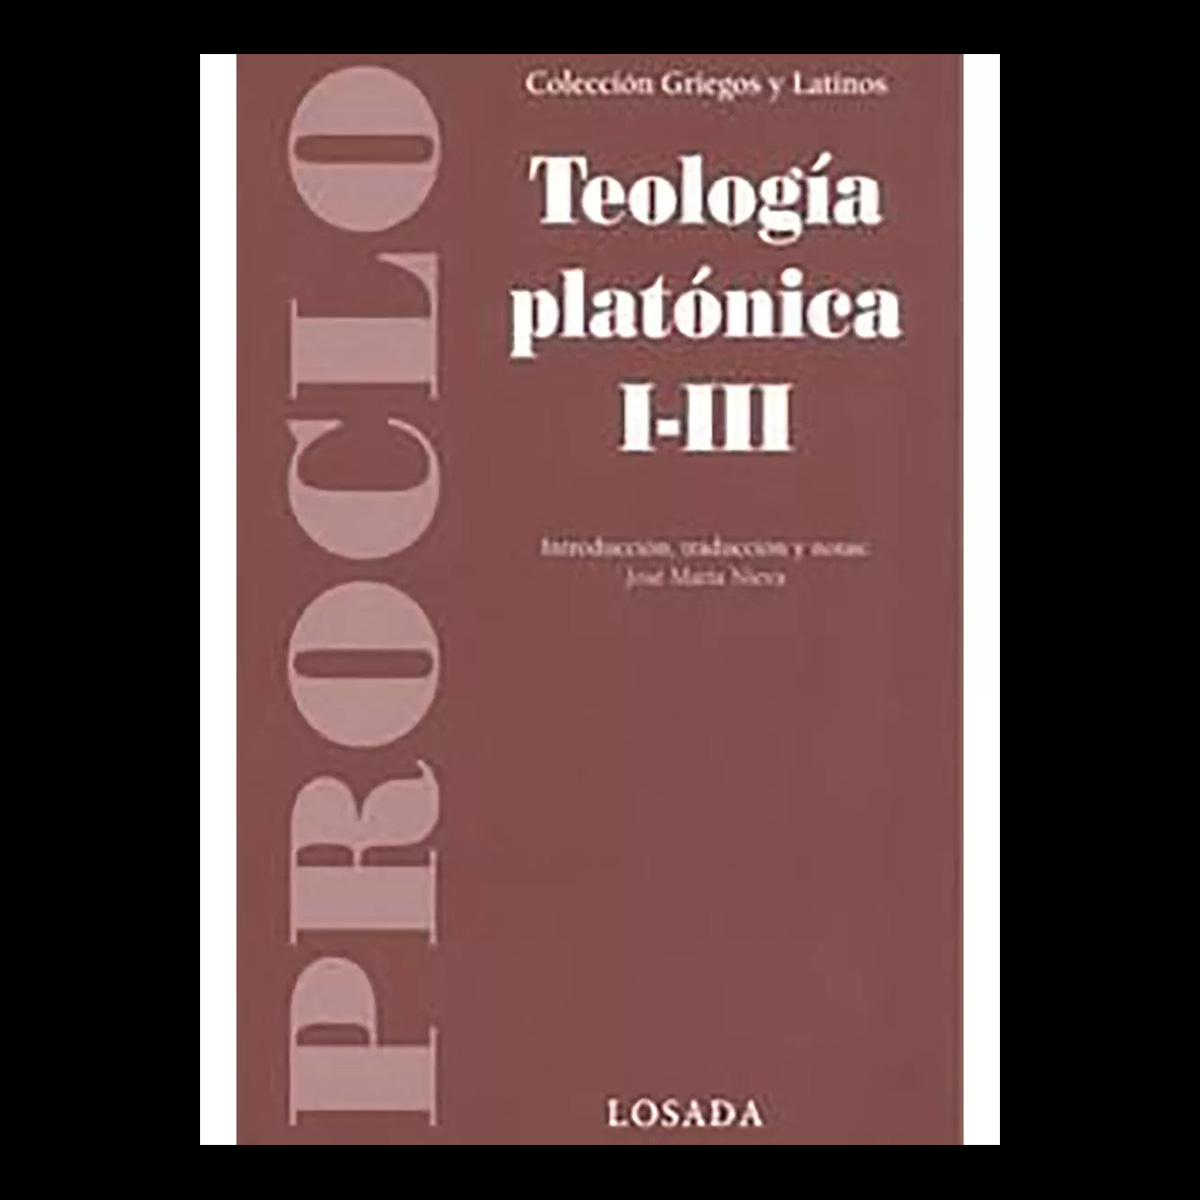 PROCLO
Colección Griegos y Latinos
Teología
platónica
I-III
Introducción, traducción y notas:
José María Nieva
LOSADA